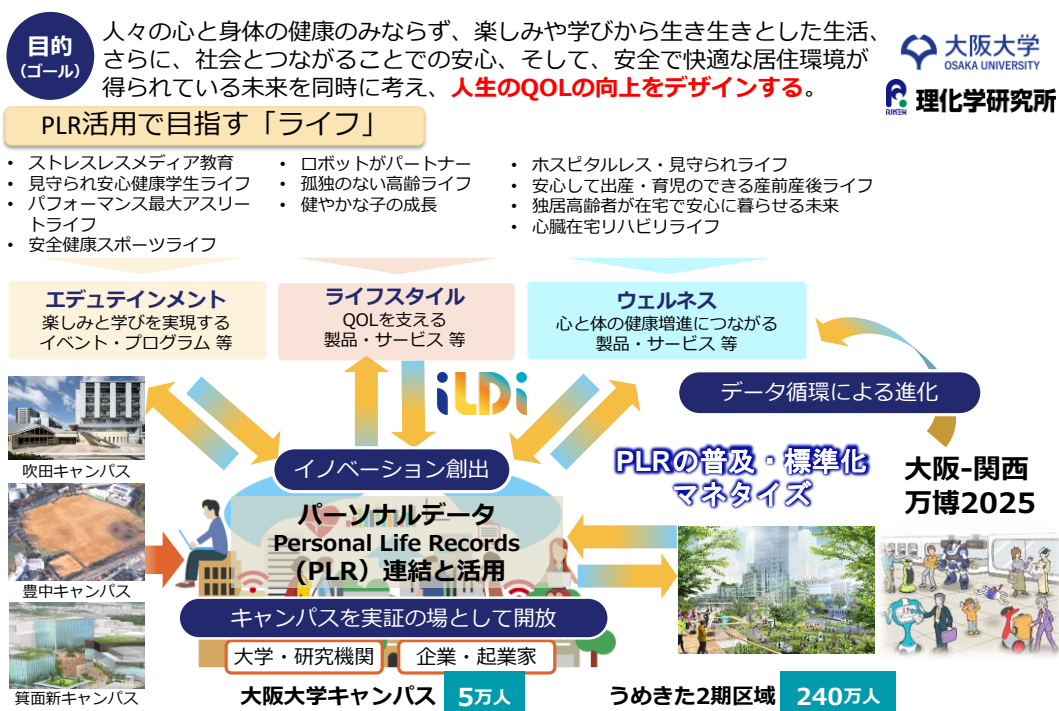 目的
(ゴール)
人々の心と身体の健康のみならず、楽しみや学びから生き生きとした生活、
さらに、社会とつながることでの安心、そして、安全で快適な居住環境が
得られている未来を同時に考え、人生のQOLの向上をデザインする。
大阪大学
OSAKA UNIVERSITY
RIKEN
理化学研究所
PLR活用で目指す「ライフ」
• ストレスレスメディア教育
• 見守られ安心健康学生ライフ
• パフォーマンス最大アスリー
トライフ
• 安全健康スポーツライフ
• ロボットがパートナー
• 孤独のない高齢ライフ
• 健やかな子の成長
• ホスピタルレス・見守られライフ
• 安心して出産・育児のできる産前産後ライフ
• 独居高齢者が在宅で安心に暮らせる未来
• 心臓在宅リハビリライフ
エデュテインメント
楽しみと学びを実現する
イベント・プログラム 等
ライフスタイル
QOLを支える
製品・サービス 等
ウェルネス
心と体の健康増進につながる
製品・サービス 等
iLDi
データ循環による進化
吹田キャンパス
イノベーション創出
PLRの普及・標準化
マネタイズ
大阪-関西
万博2025
パーソナルデータ
Personal Life Records
(PLR）連結と活用
豊中キャンパス
キャンパスを実証の場として開放
大学・研究機関
企業・起業家
箕面新キャンパス
大阪大学キャンパス
5万人
うめきた2期区域
240万人